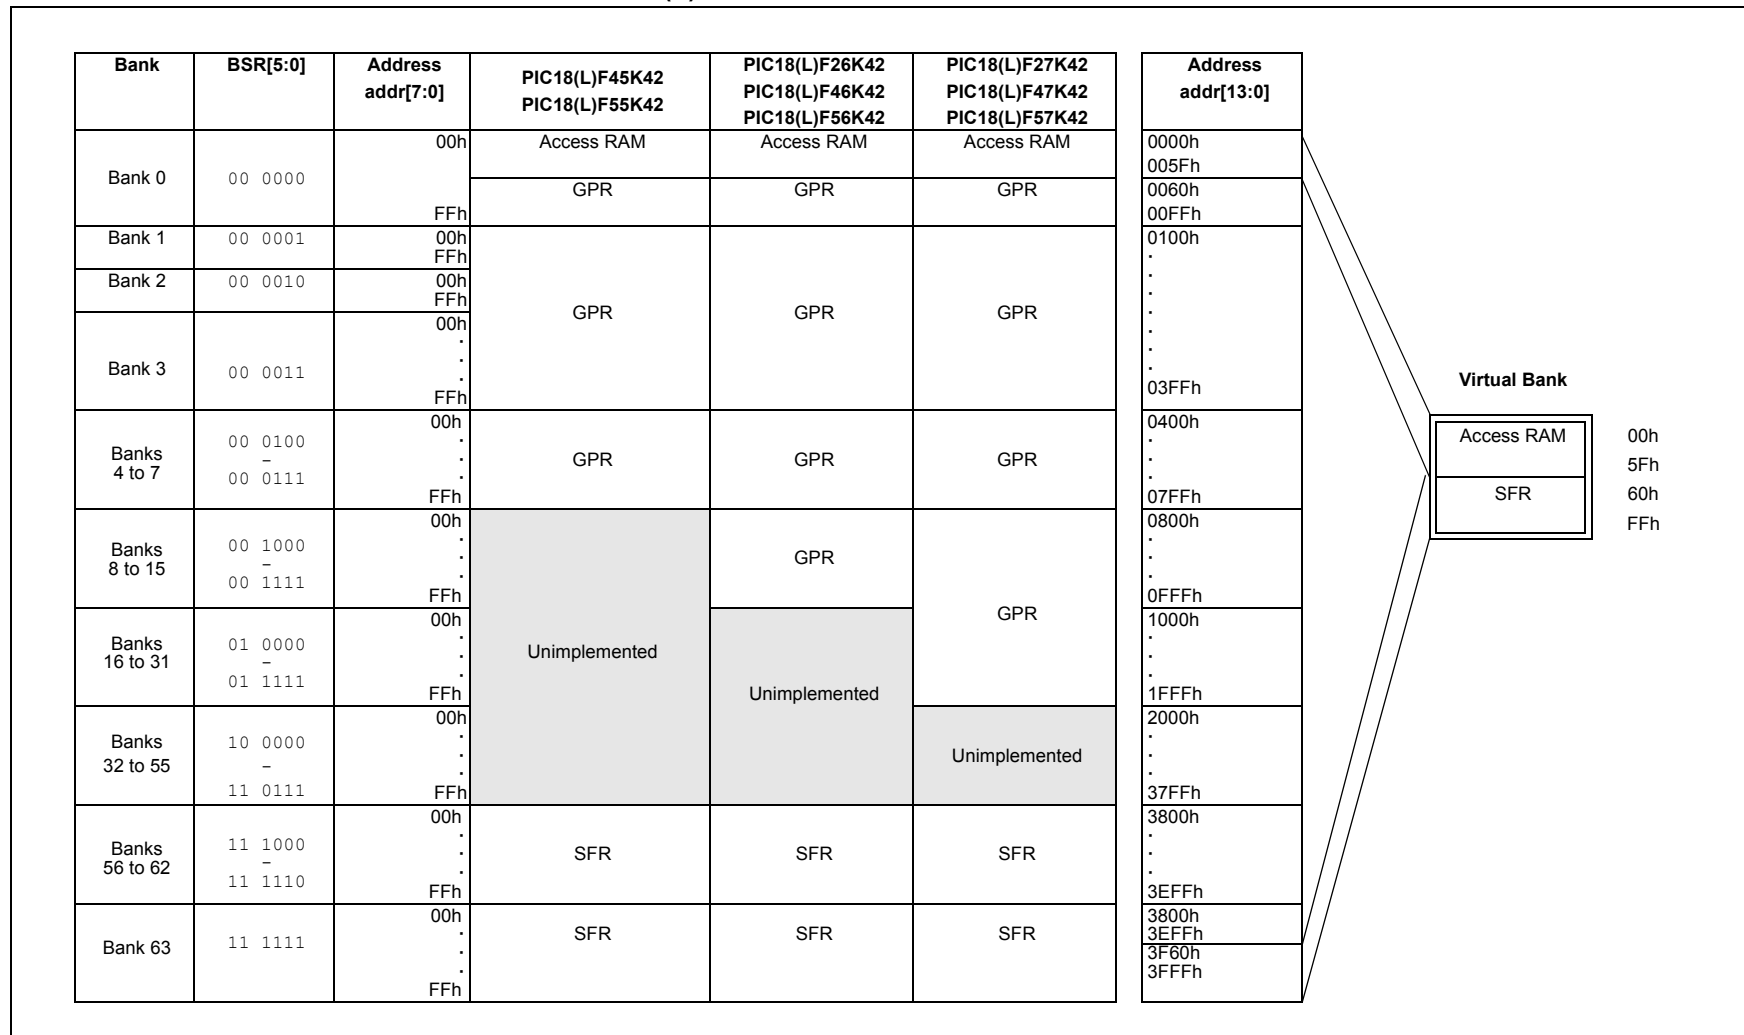 Bank BSR[5:0] Address addr[7:0] PIC18(L)F45K42 PIC18(L)F55K42 PIC18(L)F26K42 PIC18(L)F46K42 PIC18(L)F56K42 PIC18(L)F27K42 PIC18(L)F47K42 PIC18(L)F57K42 Address addr[13:0]
Bank 0 00 0000 00h Access RAM Access RAM Access RAM 0000h
005Fh
GPR GPR GPR 0060h
FFh 00FFh
Bank 1 00 0001 00h 0100h
FFh .
Bank 2 00 0010 00h .
FFh .
GPR GPR GPR .
Bank 3 00 0011 00h .
. .
. .
. 
FFh 03FFh
Banks 4 to 7 00 0100 – 00 0111 00h 0400h
. .
. GPR GPR GPR .
. .
FFh 07FFh
Banks 8 to 15 00 1000 – 00 1111 00h 0800h
. .
. GPR .
. .
FFh 0FFFh
GPR
Banks 16 to 31 01 0000 – 01 1111 00h 1000h
. .
. Unimplemented .
. .
FFh Unimplemented 1FFFh
Banks 32 to 55 10 0000 – 11 0111 00h 2000h
. .
. Unimplemented .
. .
FFh 37FFh
Banks 56 to 62 11 1000 – 11 1110 00h 3800h
. .
. SFR SFR SFR .
. .
FFh 3EFFh
Bank 63 11 1111 00h 3800h
. SFR SFR SFR 3EFFh
. 3F60h
. 3FFFh
FFh
Virtual Bank
Access RAM 00h
5Fh
SFR 60h
FFh